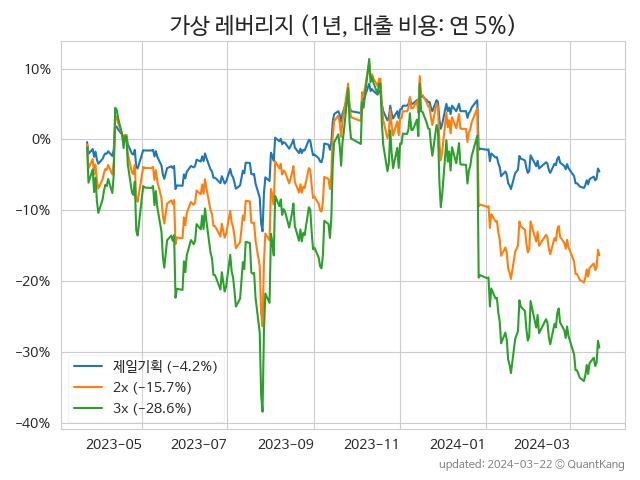 가상 레버리지 (1년, 대출 비용: 연 5%)
10%
0%
−10%
−20%
−30%
−40%
제일기획 (−4.2%)
2x (−15.7%)
3x (−28.6%)
2023-05 2023-07 2023-09 2023-11 2024-01 2024-03
updated: 2024-03-22 © QuantKang